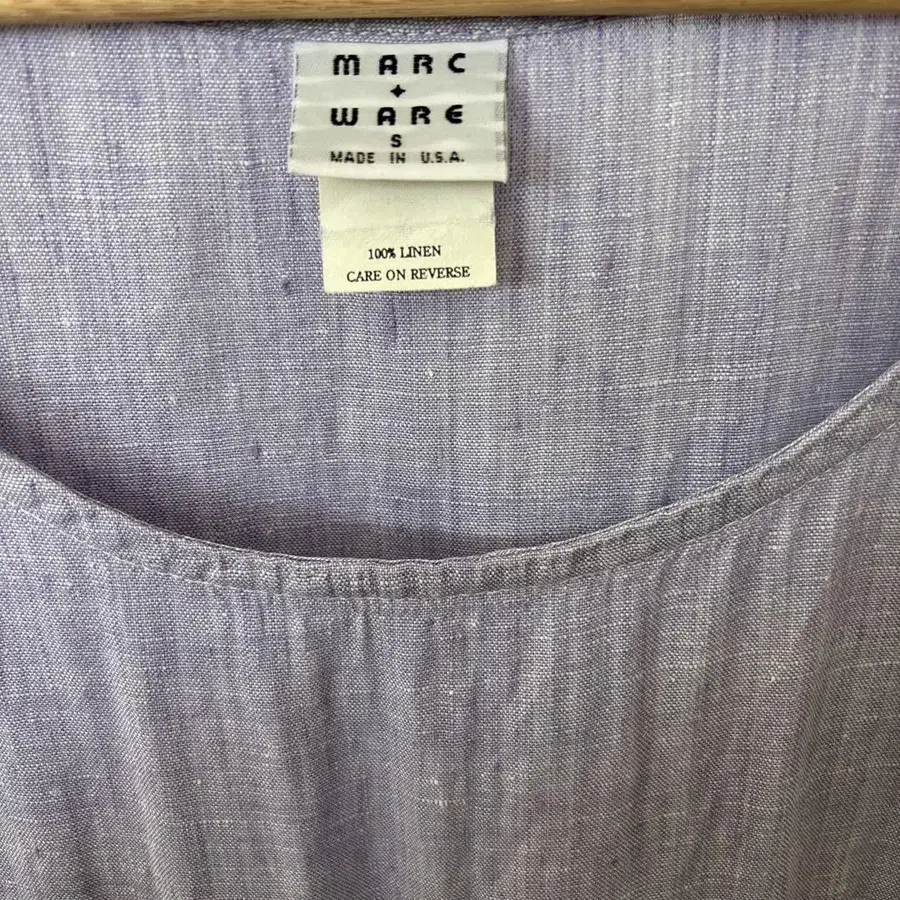 MARC
✦
WARE
S
MADE IN U.S.A.
100% LINEN
CARE ON REVERSE